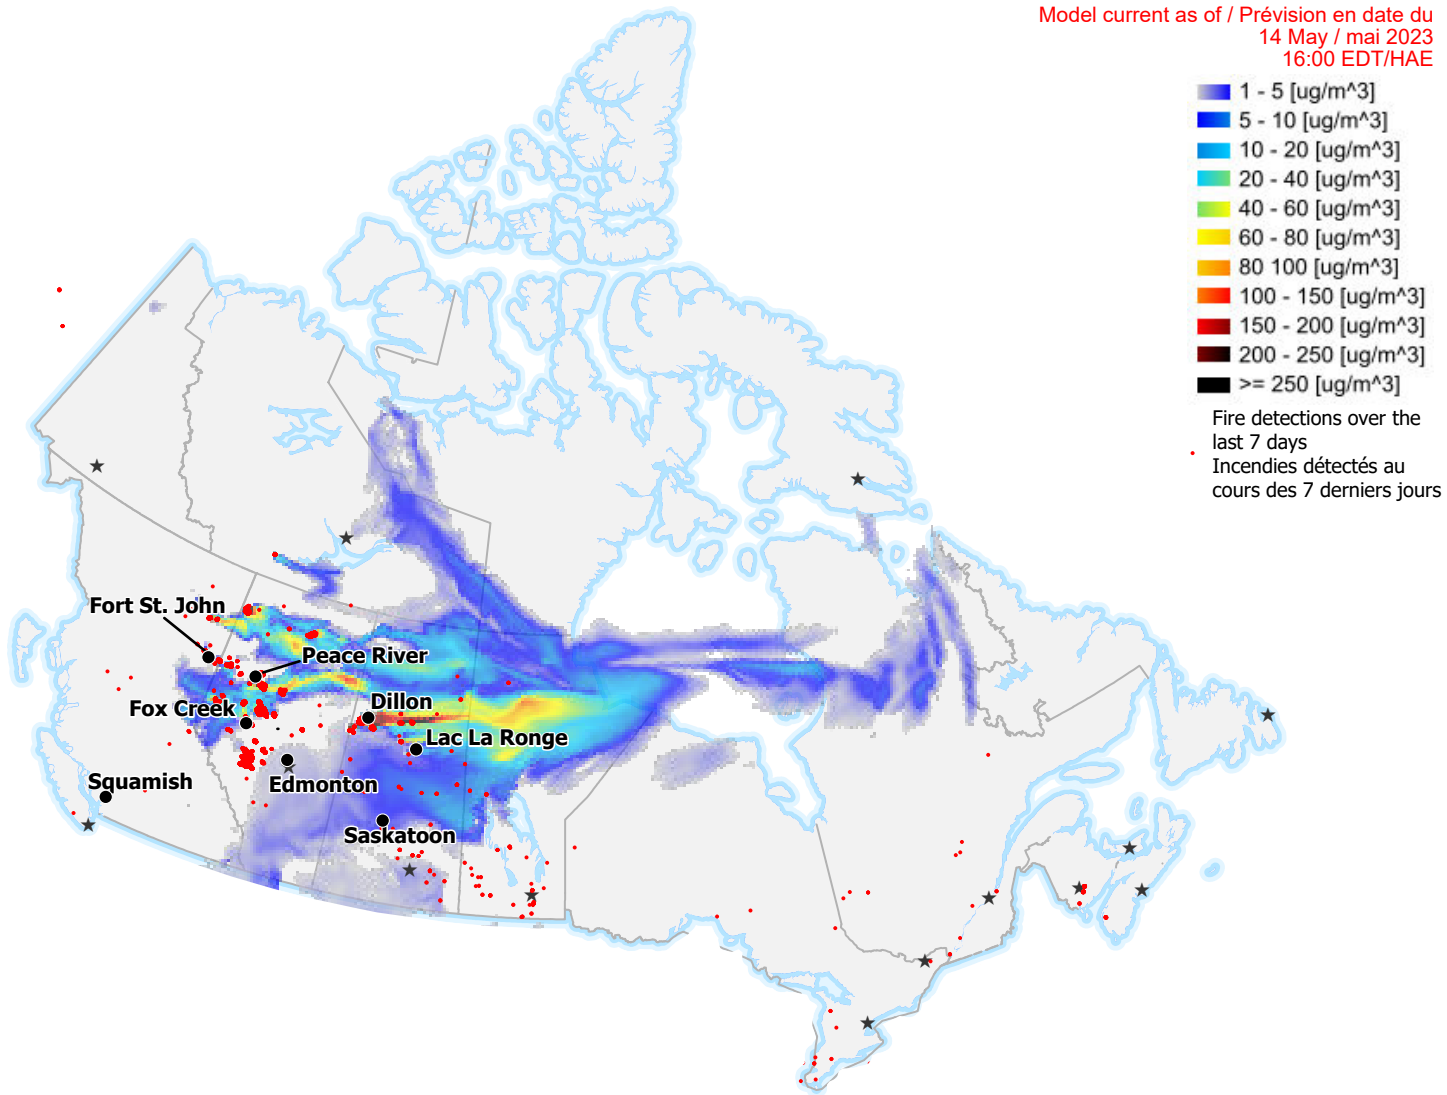 Model current as of / Prévision en date du
14 May / mai 2023
16:00 EDT/HAE
1 - 5 [ug/m^3]
5 - 10 [ug/m^3]
10 - 20 [ug/m^3]
20 - 40 [ug/m^3]
40 - 60 [ug/m^3]
60 - 80 [ug/m^3]
80 100 [ug/m^3]
100 - 150 [ug/m^3]
150 - 200 [ug/m^3]
200 - 250 [ug/m^3]
>= 250 [ug/m^3]
Fire detections over the
last 7 days
Incendies détectés au
cours des 7 derniers jours
Fort St. John
Peace River
Fox Creek
Dillon
Lac La Ronge
Squamish
Edmonton
Saskatoon